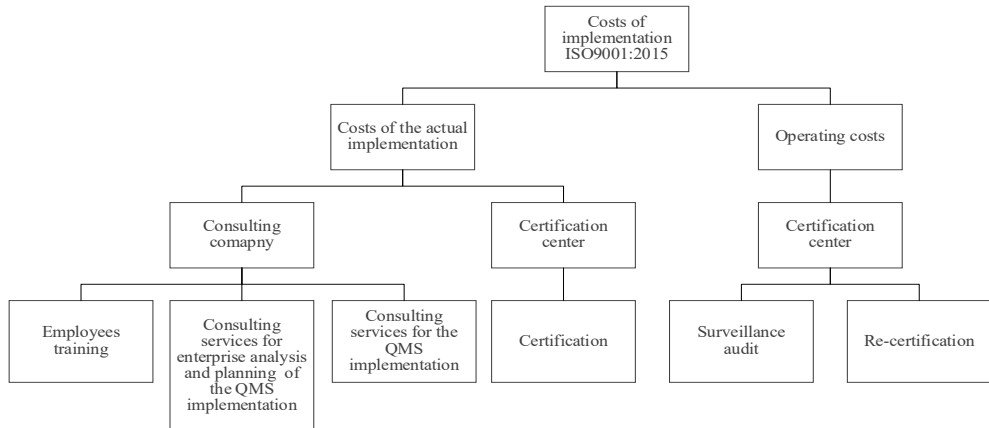 Costs of
implementation
ISO9001:2015
Costs of the actual
implementation
Operating costs
Consulting
comapny
Certification
center
Certification
center
Employees
training
Consulting
services for
enterprise analysis
and planning of
the QMS
implementation
Consulting
services for the
QMS
implementation
Certification
Surveillance
audit
Re-certification